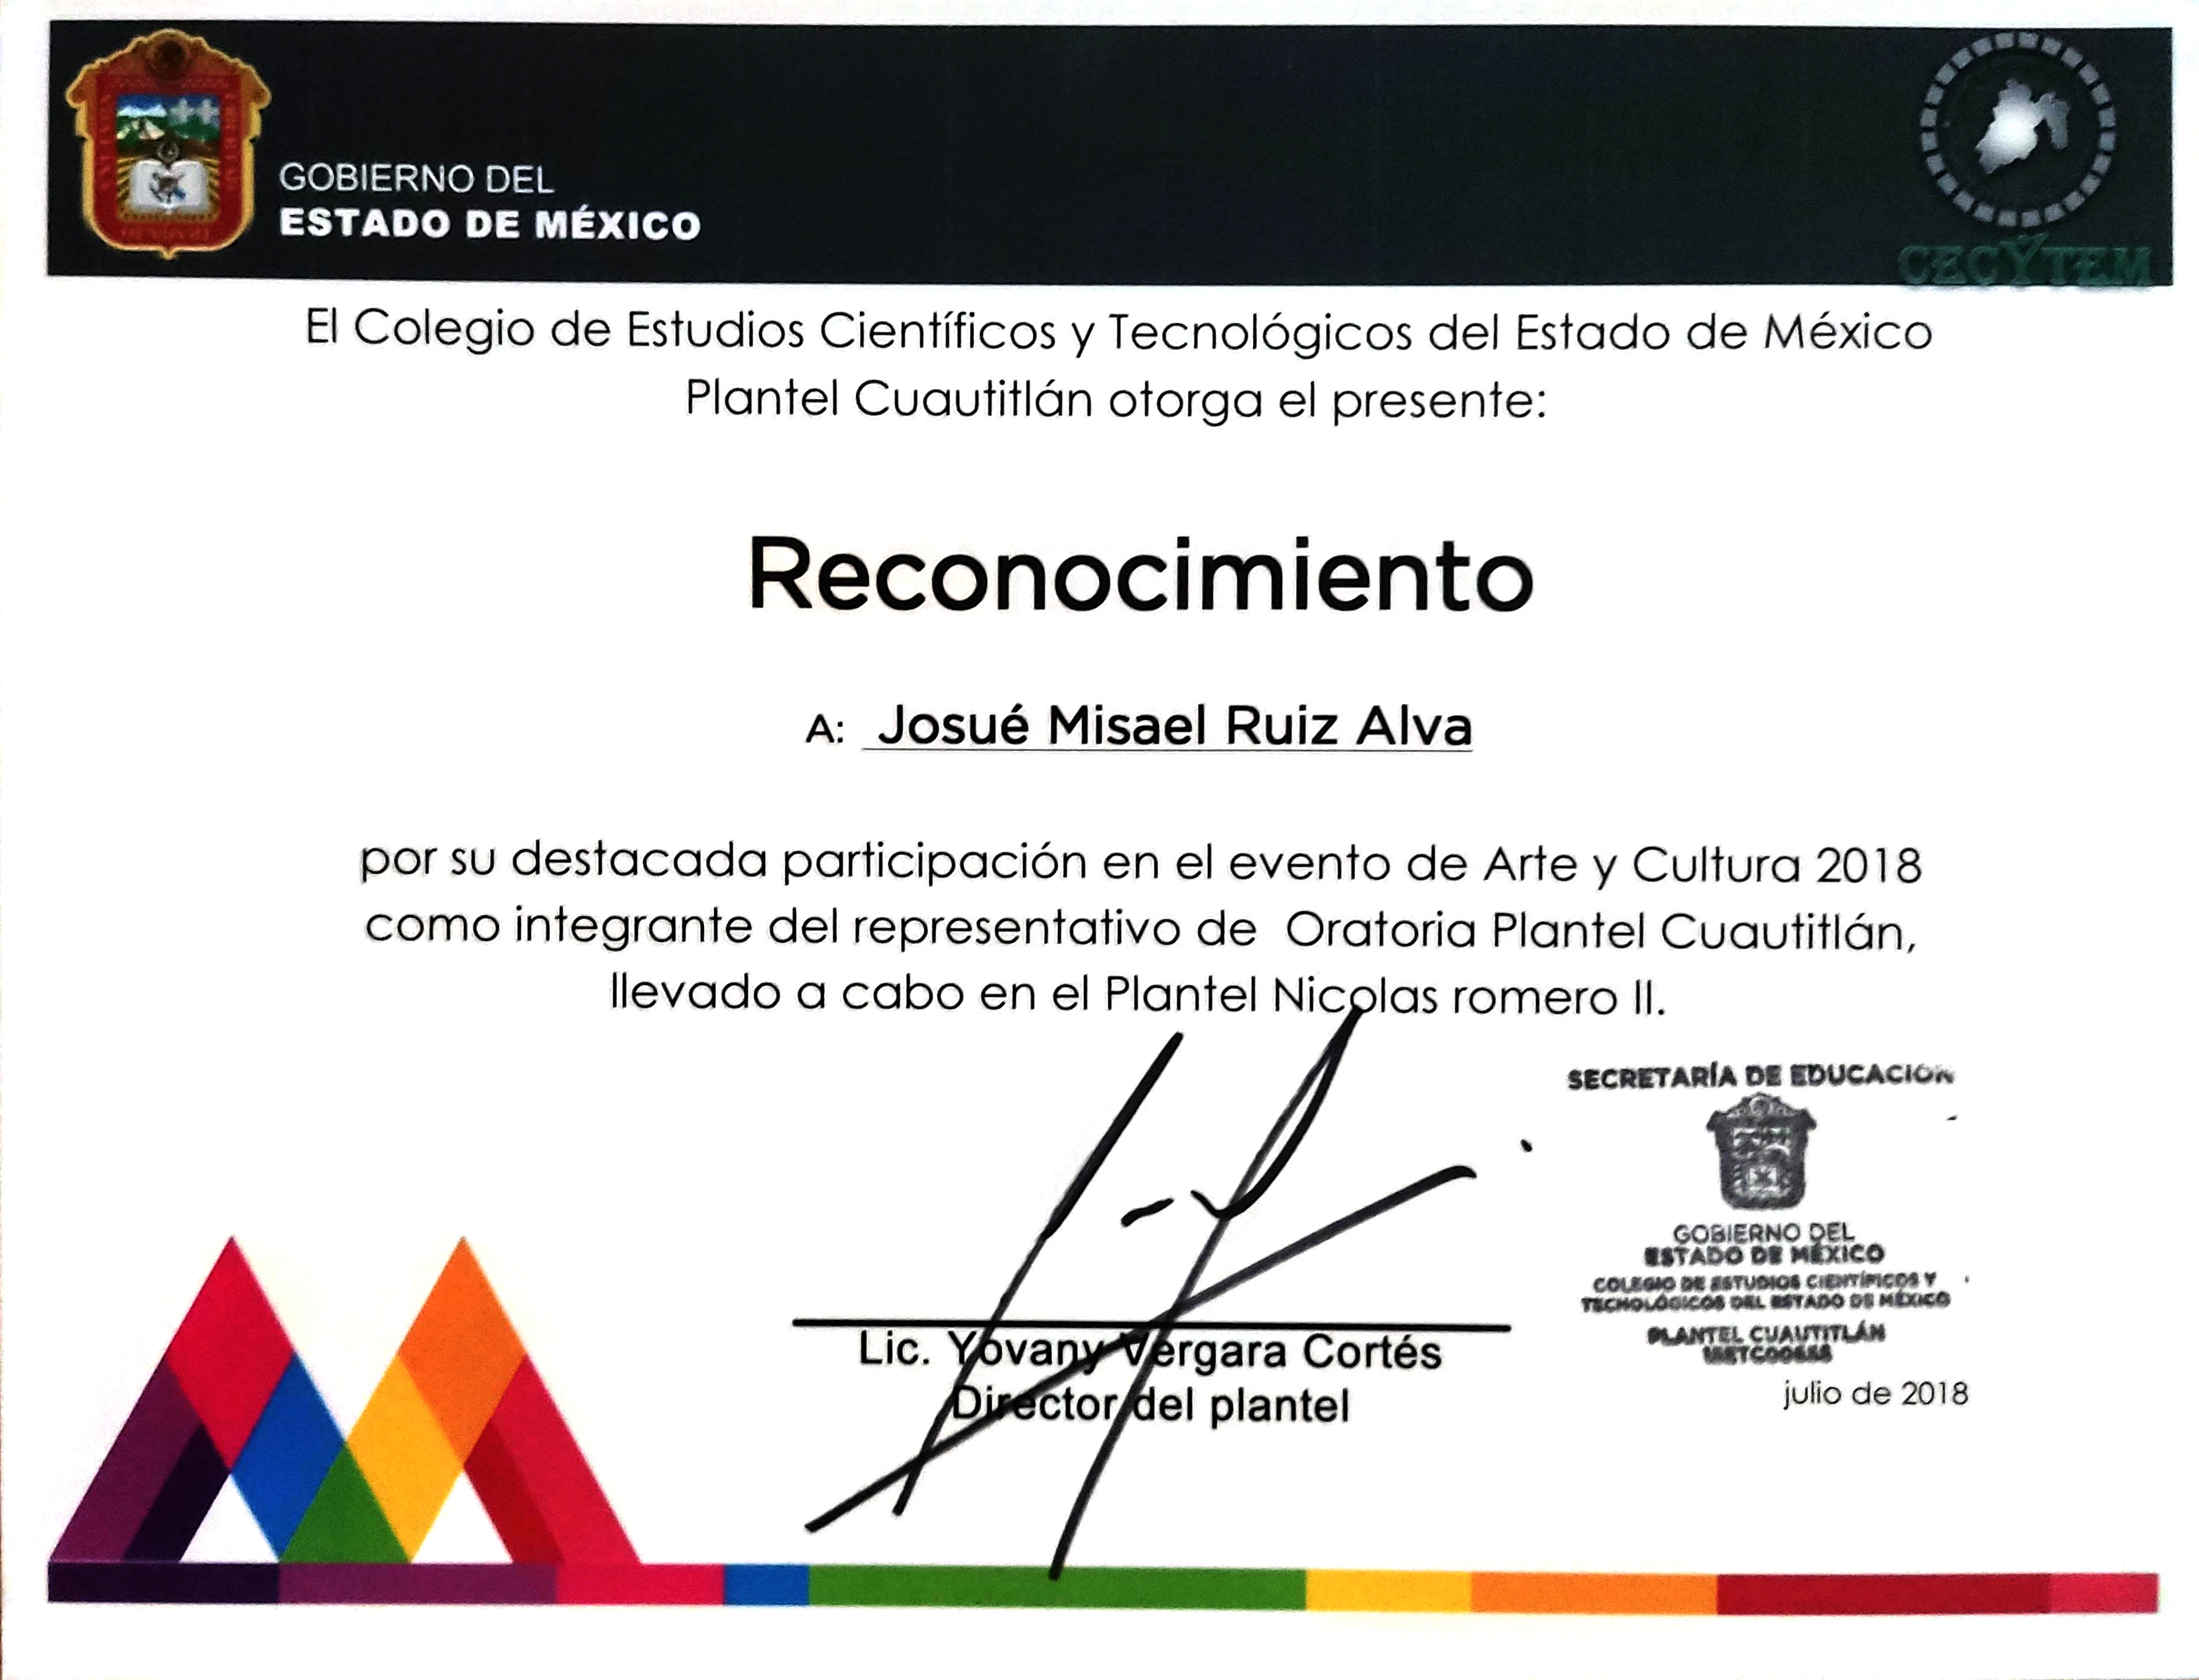 GOBIERNO DEL
ESTADO DE MÉXICO
CECYTEM
El Colegio de Estudios Científicos y Tecnológicos del Estado de México
Plantel Cuautitlán otorga el presente:
Reconocimiento
A: Josué Misael Ruiz Alva
por su destacada participación en el evento de Arte y Cultura 2018
como integrante del representativo de Oratoria Plantel Cuautitlán,
llevado a cabo en el Plantel Nicolas romero II.
SECRETARÍA DE EDUCACIÓN
GOBIERNO DEL
ESTADO DE MÉXICO
COLEGIO DE ESTUDIOS CIENTÍFICOS Y
TECNOLÓGICOS DEL ESTADO DE MÉXICO
PLANTEL CUAUTITLÁN
Lic. Yovany Vergara Cortés
Director del plantel
julio de 2018